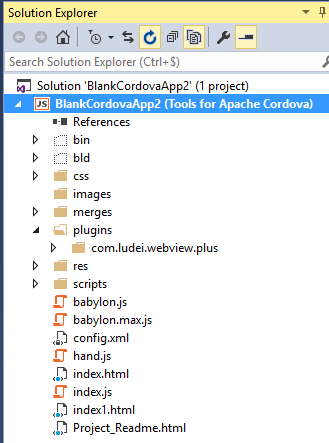 Solution Explorer
Search Solution Explorer (Ctrl+$)
Solution 'BlankCordovaApp2' (1 project)
JS BlankCordovaApp2 (Tools for Apache Cordova)
References
bin
bld
css
images
merges
plugins
com.ludei.webview.plus
res
scripts
babylon.js
babylon.max.js
config.xml
hand.js
index.html
index.js
index1.html
Project_Readme.html